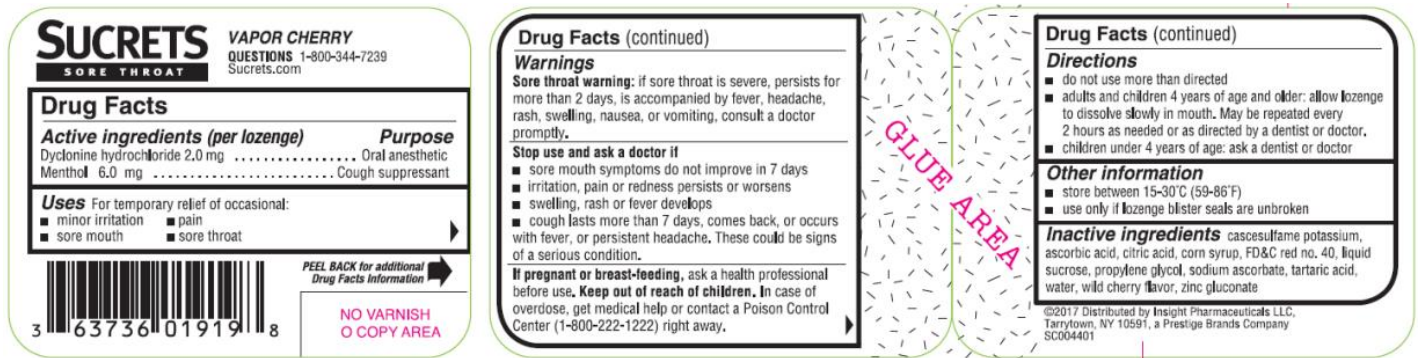 SUCRETS
SORE THROAT
VAPOR CHERRY
QUESTIONS 1-800-344-7239
Sucrets.com
Drug Facts
Active ingredients (per lozenge) Purpose
Dyclonine hydrochloride 2.0 mg .................. Oral anesthetic
Menthol 6.0 mg .......................... Cough suppressant
Uses For temporary relief of occasional:
■ minor irritation ■ pain
■ sore mouth ■ sore throat
PEEL BACK for additional
Drug Facts Information
3 63736 01919 8
NO VARNISH
O COPY AREA
Drug Facts (continued)
Warnings
Sore throat warning: if sore throat is severe, persists for
more than 2 days, is accompanied by fever, headache,
rash, swelling, nausea, or vomiting, consult a doctor
promptly.
Stop use and ask a doctor if
■ sore mouth symptoms do not improve in 7 days
■ irritation, pain or redness persists or worsens
■ swelling, rash or fever develops
■ cough lasts more than 7 days, comes back, or occurs
with fever, or persistent headache. These could be signs
of a serious condition.
If pregnant or breast-feeding, ask a health professional
before use. Keep out of reach of children. In case of
overdose, get medical help or contact a Poison Control
Center (1-800-222-1222) right away.
GLUE AREA
Drug Facts (continued)
Directions
■ do not use more than directed
■ adults and children 4 years of age and older: allow lozenge
to dissolve slowly in mouth. May be repeated every
2 hours as needed or as directed by a dentist or doctor.
■ children under 4 years of age: ask a dentist or doctor
Other information
■ store between 15-30°C (59-86°F)
■ use only if lozenge blister seals are unbroken
Inactive ingredients cascesulfame potassium,
ascorbic acid, citric acid, corn syrup, FD&C red no. 40, liquid
sucrose, propylene glycol, sodium ascorbate, tartaric acid,
water, wild cherry flavor, zinc gluconate
©2017 Distributed by Insight Pharmaceuticals LLC,
Tarrytown, NY 10591, a Prestige Brands Company
SC004401